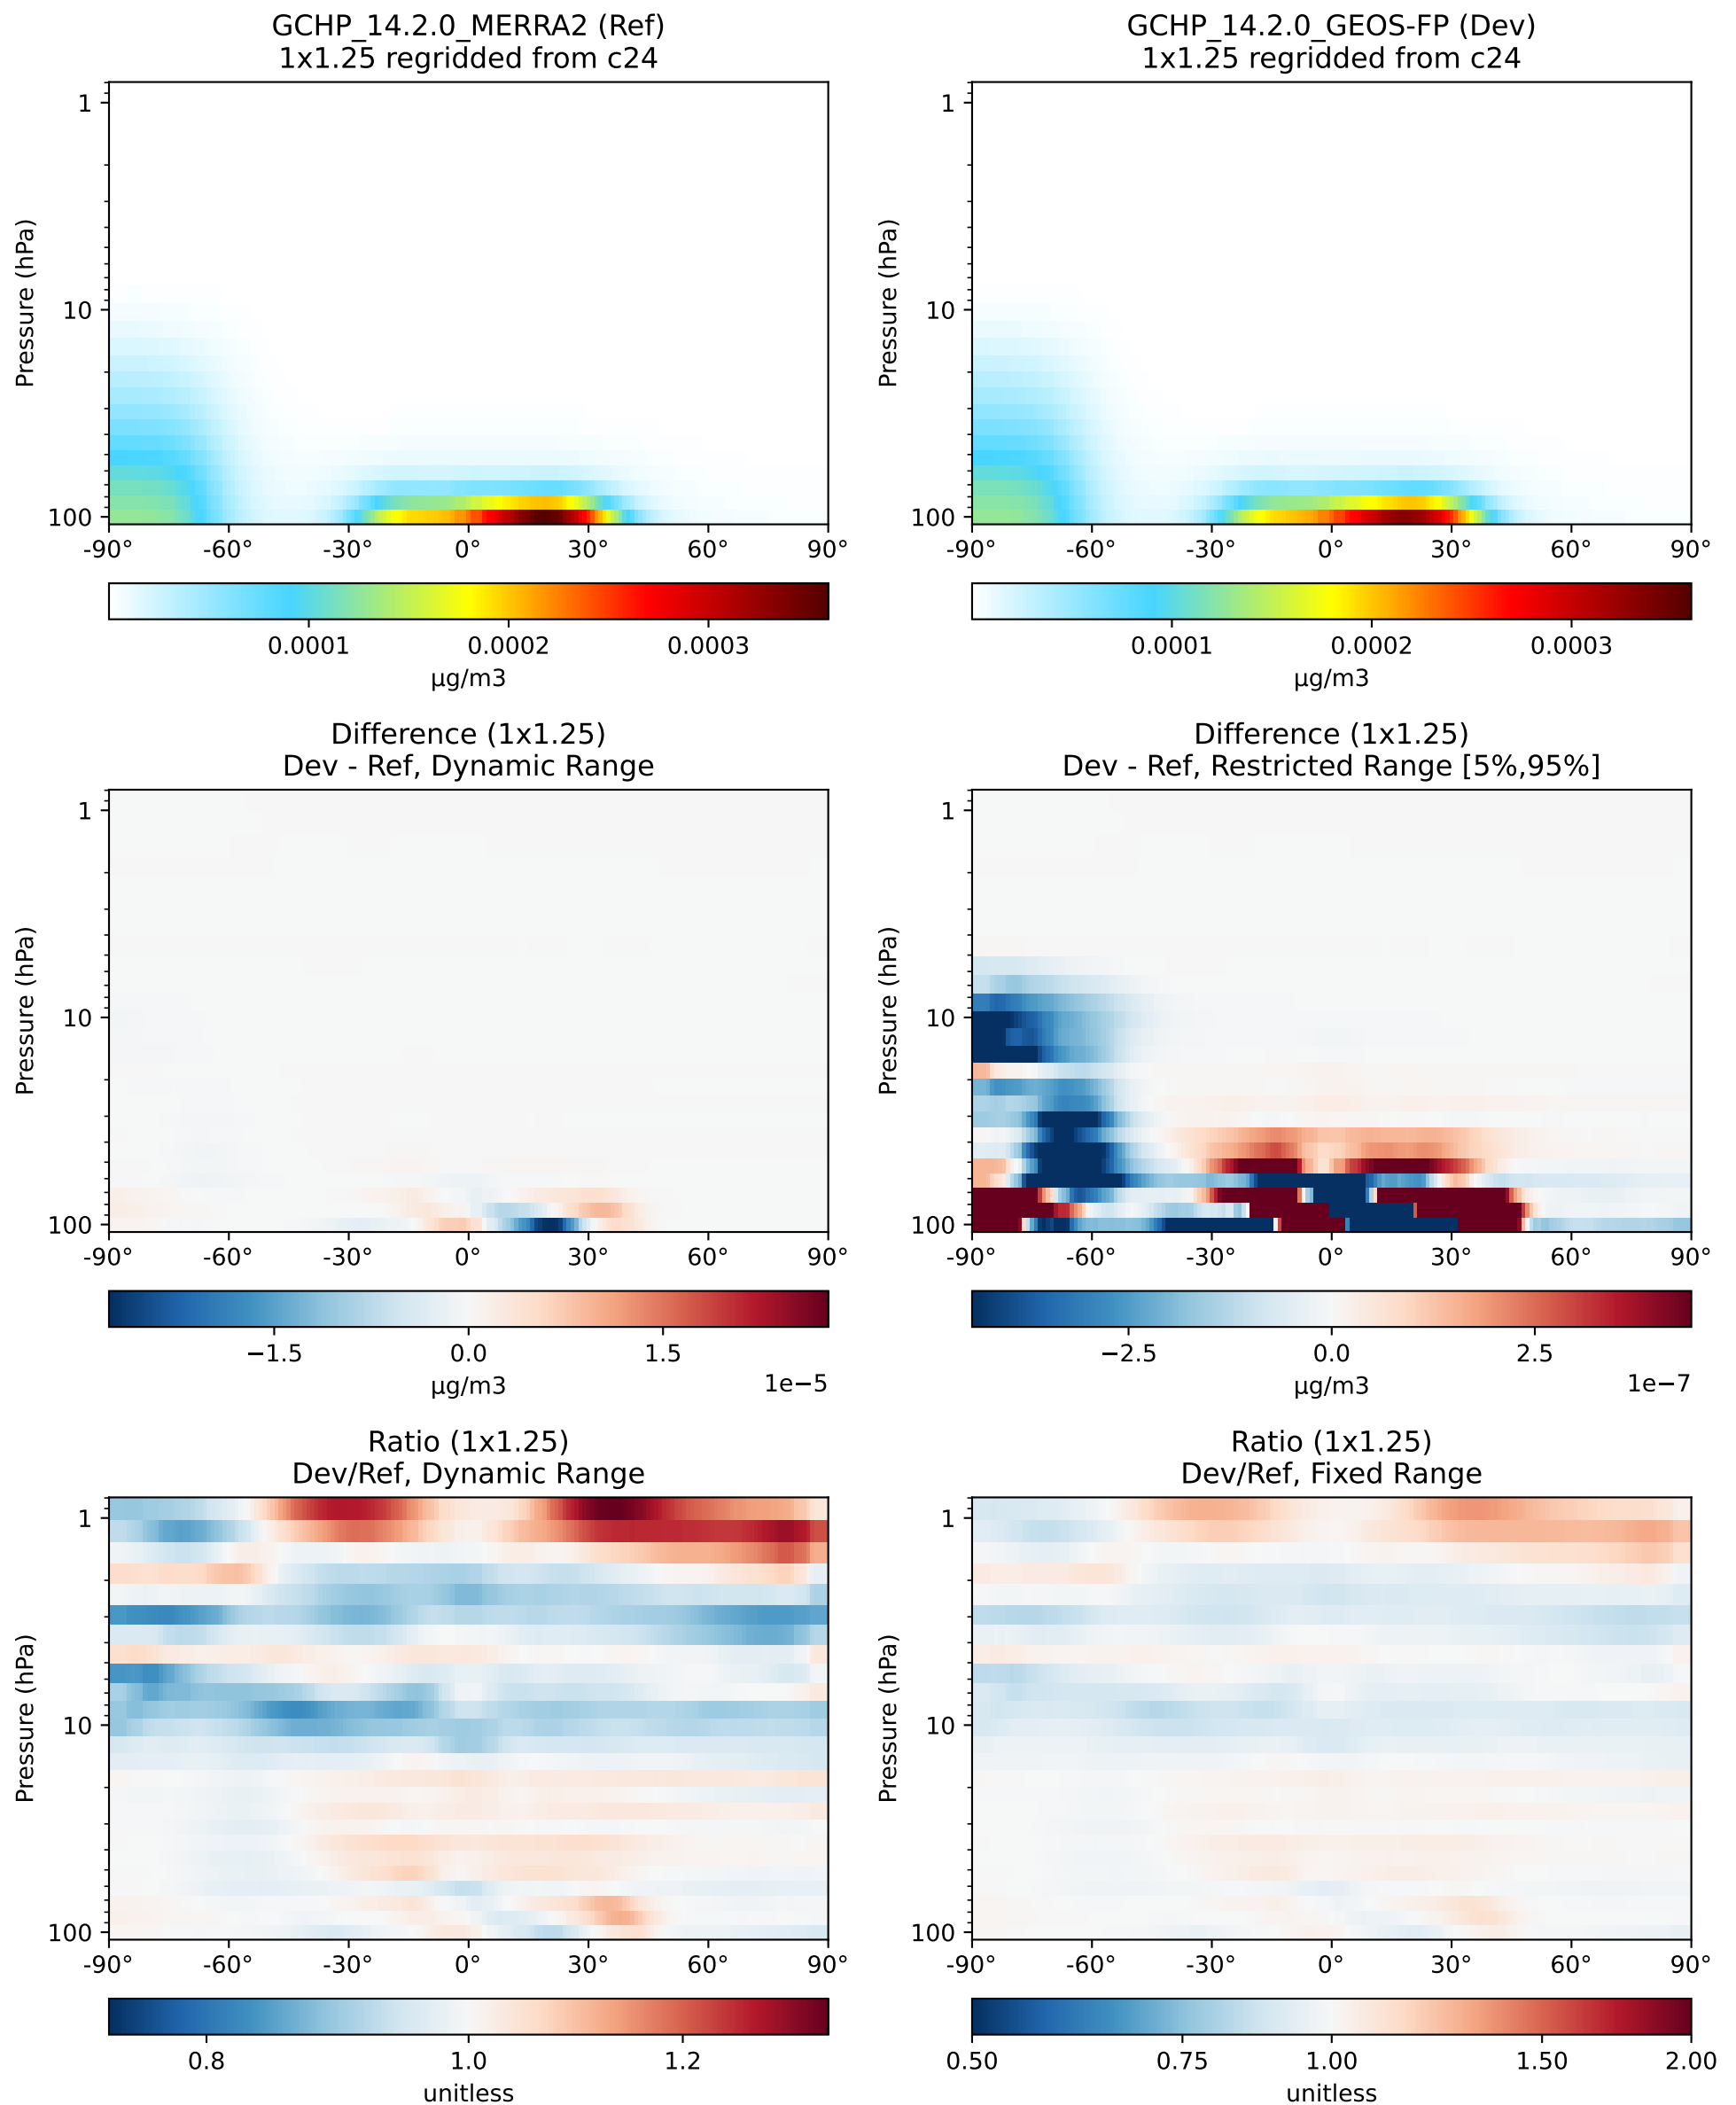 GCHP_14.2.0_MERRA2 (Ref)
1x1.25 regridded from c24
Pressure (hPa)
1
10
100
-90° -60° -30° 0° 30° 60° 90°
0.0001 0.0002 0.0003
µg/m3
GCHP_14.2.0_GEOS-FP (Dev)
1x1.25 regridded from c24
Pressure (hPa)
1
10
100
-90° -60° -30° 0° 30° 60° 90°
0.0001 0.0002 0.0003
µg/m3
Difference (1x1.25)
Dev - Ref, Dynamic Range
Pressure (hPa)
1
10
100
-90° -60° -30° 0° 30° 60° 90°
−1.5 0.0 1.5
µg/m3
1e−5
Difference (1x1.25)
Dev - Ref, Restricted Range [5%,95%]
Pressure (hPa)
1
10
100
-90° -60° -30° 0° 30° 60° 90°
−2.5 0.0 2.5
µg/m3
1e−7
Ratio (1x1.25)
Dev/Ref, Dynamic Range
Pressure (hPa)
1
10
100
-90° -60° -30° 0° 30° 60° 90°
0.8 1.0 1.2
unitless
Ratio (1x1.25)
Dev/Ref, Fixed Range
Pressure (hPa)
1
10
100
-90° -60° -30° 0° 30° 60° 90°
0.50 0.75 1.00 1.50 2.00
unitless